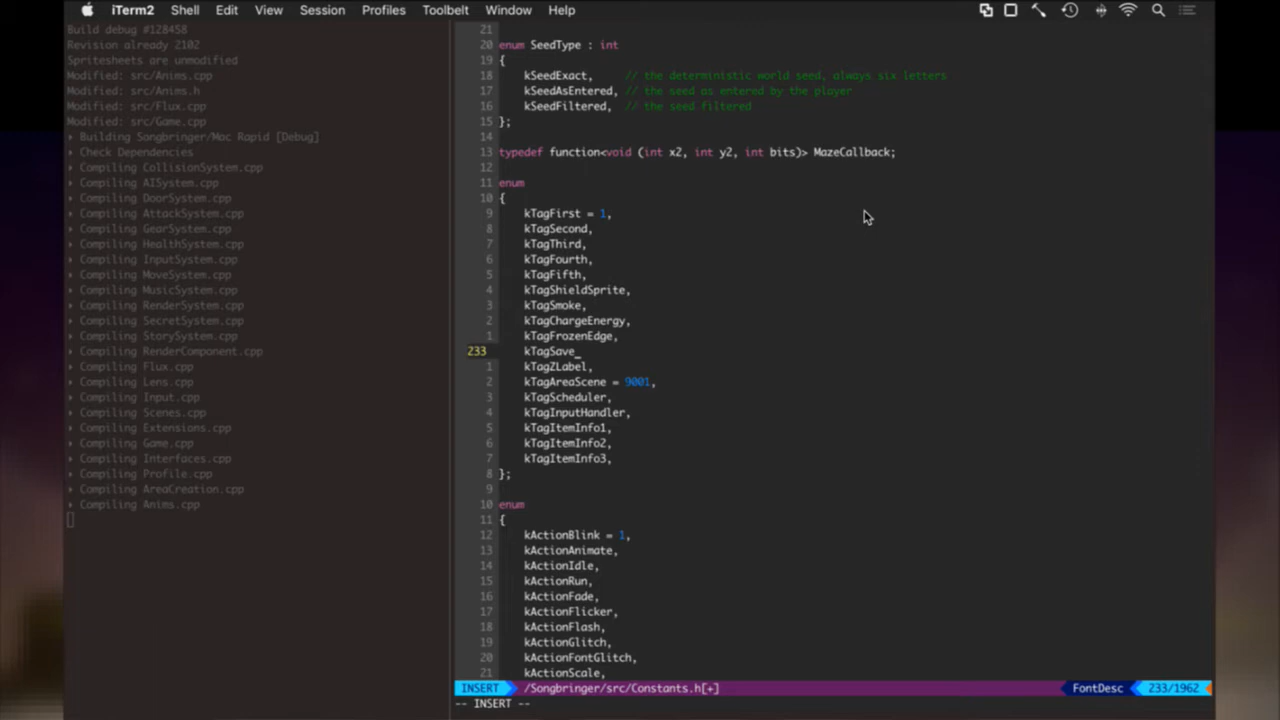 iTerm2 Shell Edit View Session Profiles Toolbelt Window Help
Build debug #128458
Revision already 2102
Spritesheets are unmodified
Modified: src/Anims.cpp
Modified: src/Anims.h
Modified: src/Flux.cpp
Modified: src/Game.cpp
▸ Building Songbringer/Mac Rapid [Debug]
▸ Check Dependencies
▸ Compiling CollisionSystem.cpp
▸ Compiling AISystem.cpp
▸ Compiling DoorSystem.cpp
▸ Compiling AttackSystem.cpp
▸ Compiling GearSystem.cpp
▸ Compiling HealthSystem.cpp
▸ Compiling InputSystem.cpp
▸ Compiling MoveSystem.cpp
▸ Compiling MusicSystem.cpp
▸ Compiling RenderSystem.cpp
▸ Compiling SecretSystem.cpp
▸ Compiling StorySystem.cpp
▸ Compiling RenderComponent.cpp
▸ Compiling Flux.cpp
▸ Compiling Lens.cpp
▸ Compiling Input.cpp
▸ Compiling Scenes.cpp
▸ Compiling Extensions.cpp
▸ Compiling Game.cpp
▸ Compiling Interfaces.cpp
▸ Compiling Profile.cpp
▸ Compiling AreaCreation.cpp
▸ Compiling Anims.cpp
21
20 enum SeedType : int
19 {
18 kSeedExact, // the deterministic world seed, always six letters
17 kSeedAsEntered, // the seed as entered by the player
16 kSeedFiltered, // the seed filtered
15 };
14
13 typedef function<void (int x2, int y2, int bits)> MazeCallback;
12
11 enum
10 {
9 kTagFirst = 1,
8 kTagSecond,
7 kTagThird,
6 kTagFourth,
5 kTagFifth,
4 kTagShieldSprite,
3 kTagSmoke,
2 kTagChargeEnergy,
1 kTagFrozenEdge,
233 kTagSave_
1 kTagZLabel,
2 kTagAreaScene = 9001,
3 kTagScheduler,
4 kTagInputHandler,
5 kTagItemInfo1,
6 kTagItemInfo2,
7 kTagItemInfo3,
8 };
9
10 enum
11 {
12 kActionBlink = 1,
13 kActionAnimate,
14 kActionIdle,
15 kActionRun,
16 kActionFade,
17 kActionFlicker,
18 kActionFlash,
19 kActionGlitch,
20 kActionFontGlitch,
21 kActionScale,
INSERT /Songbringer/src/Constants.h[+] FontDesc 233/1962
-- INSERT --